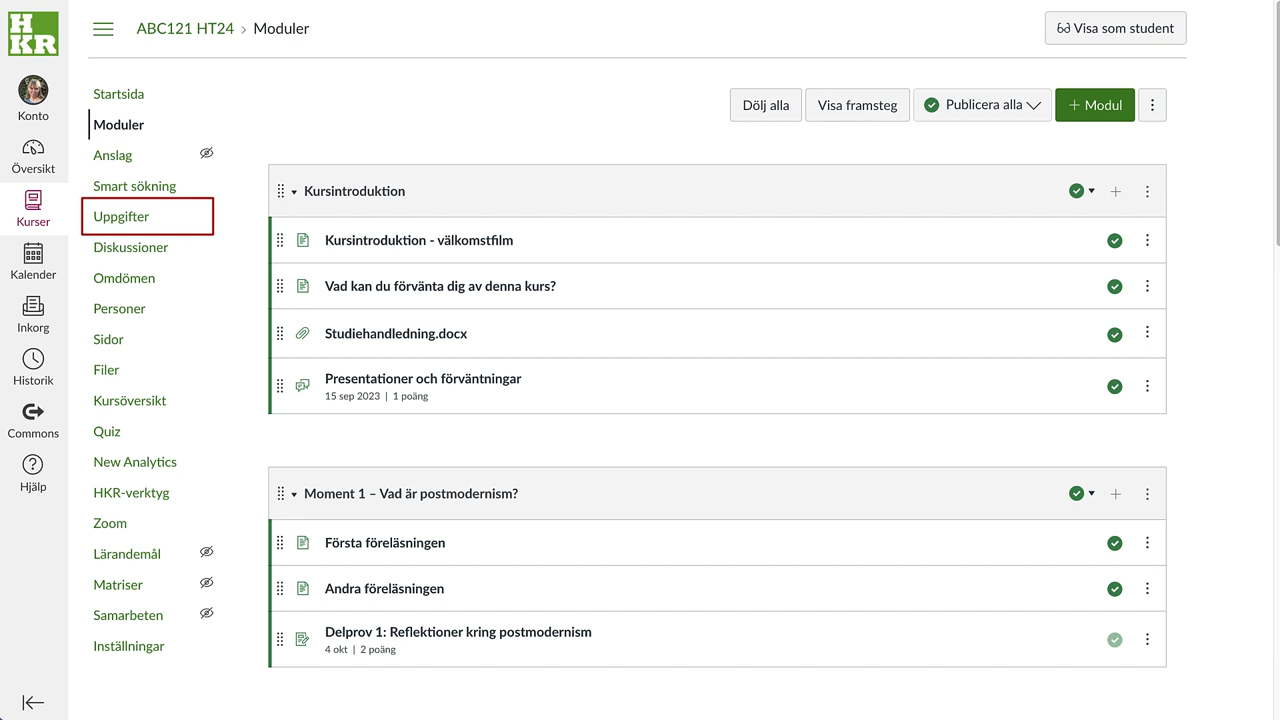 HKR
ABC121 HT24 › Moduler
Visa som student
Konto
Översikt
Kurser
Kalender
Inkorg
Historik
Commons
Hjälp
Startsida
Moduler
Anslag
Smart sökning
Uppgifter
Diskussioner
Omdömen
Personer
Sidor
Filer
Kursöversikt
Quiz
New Analytics
HKR-verktyg
Zoom
Lärandemål
Matriser
Samarbeten
Inställningar
Dölj alla
Visa framsteg
Publicera alla
+ Modul
Kursintroduktion
Kursintroduktion - välkomstfilm
Vad kan du förvänta dig av denna kurs?
Studiehandledning.docx
Presentationer och förväntningar
15 sep 2023 | 1 poäng
Moment 1 – Vad är postmodernism?
Första föreläsningen
Andra föreläsningen
Delprov 1: Reflektioner kring postmodernism
4 okt | 2 poäng